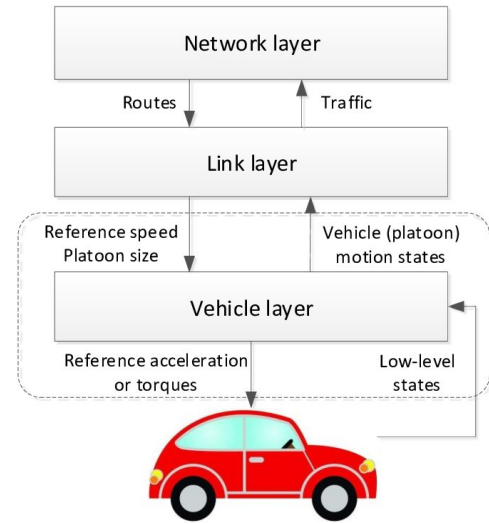 Network layer
Routes
Traffic
Link layer
Reference speed
Platoon size
Vehicle (platoon)
motion states
Vehicle layer
Reference acceleration
or torques
Low-level
states